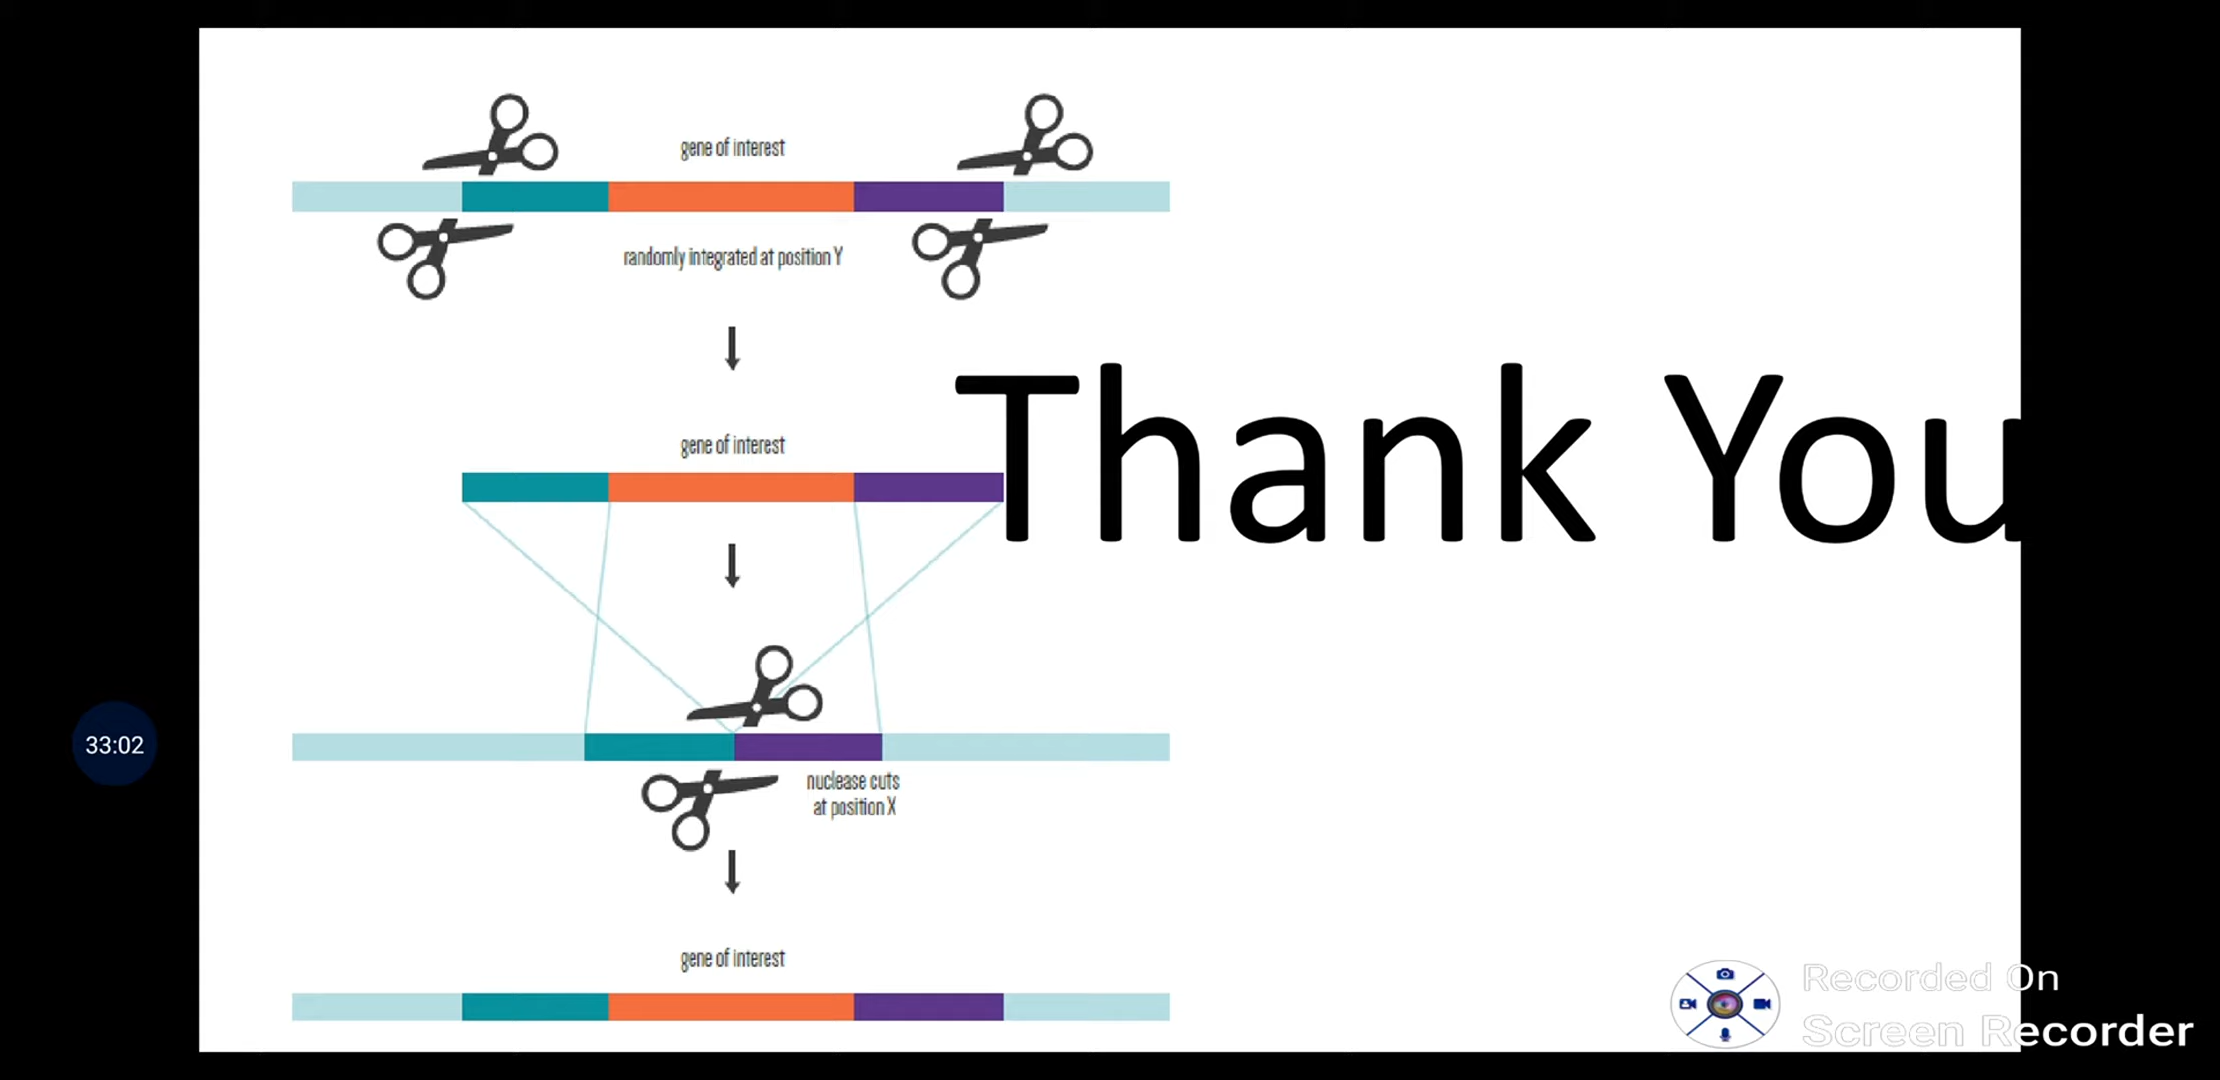 gene of interest
randomly integrated at position Y
gene of interest
Thank You
33:02
nuclease cuts
at position X
gene of interest
Recorded On
Screen Recorder